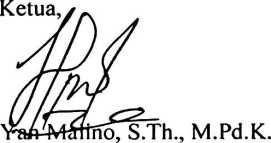 Ketua,
Yan Malino, S.Th., M.Pd.K.